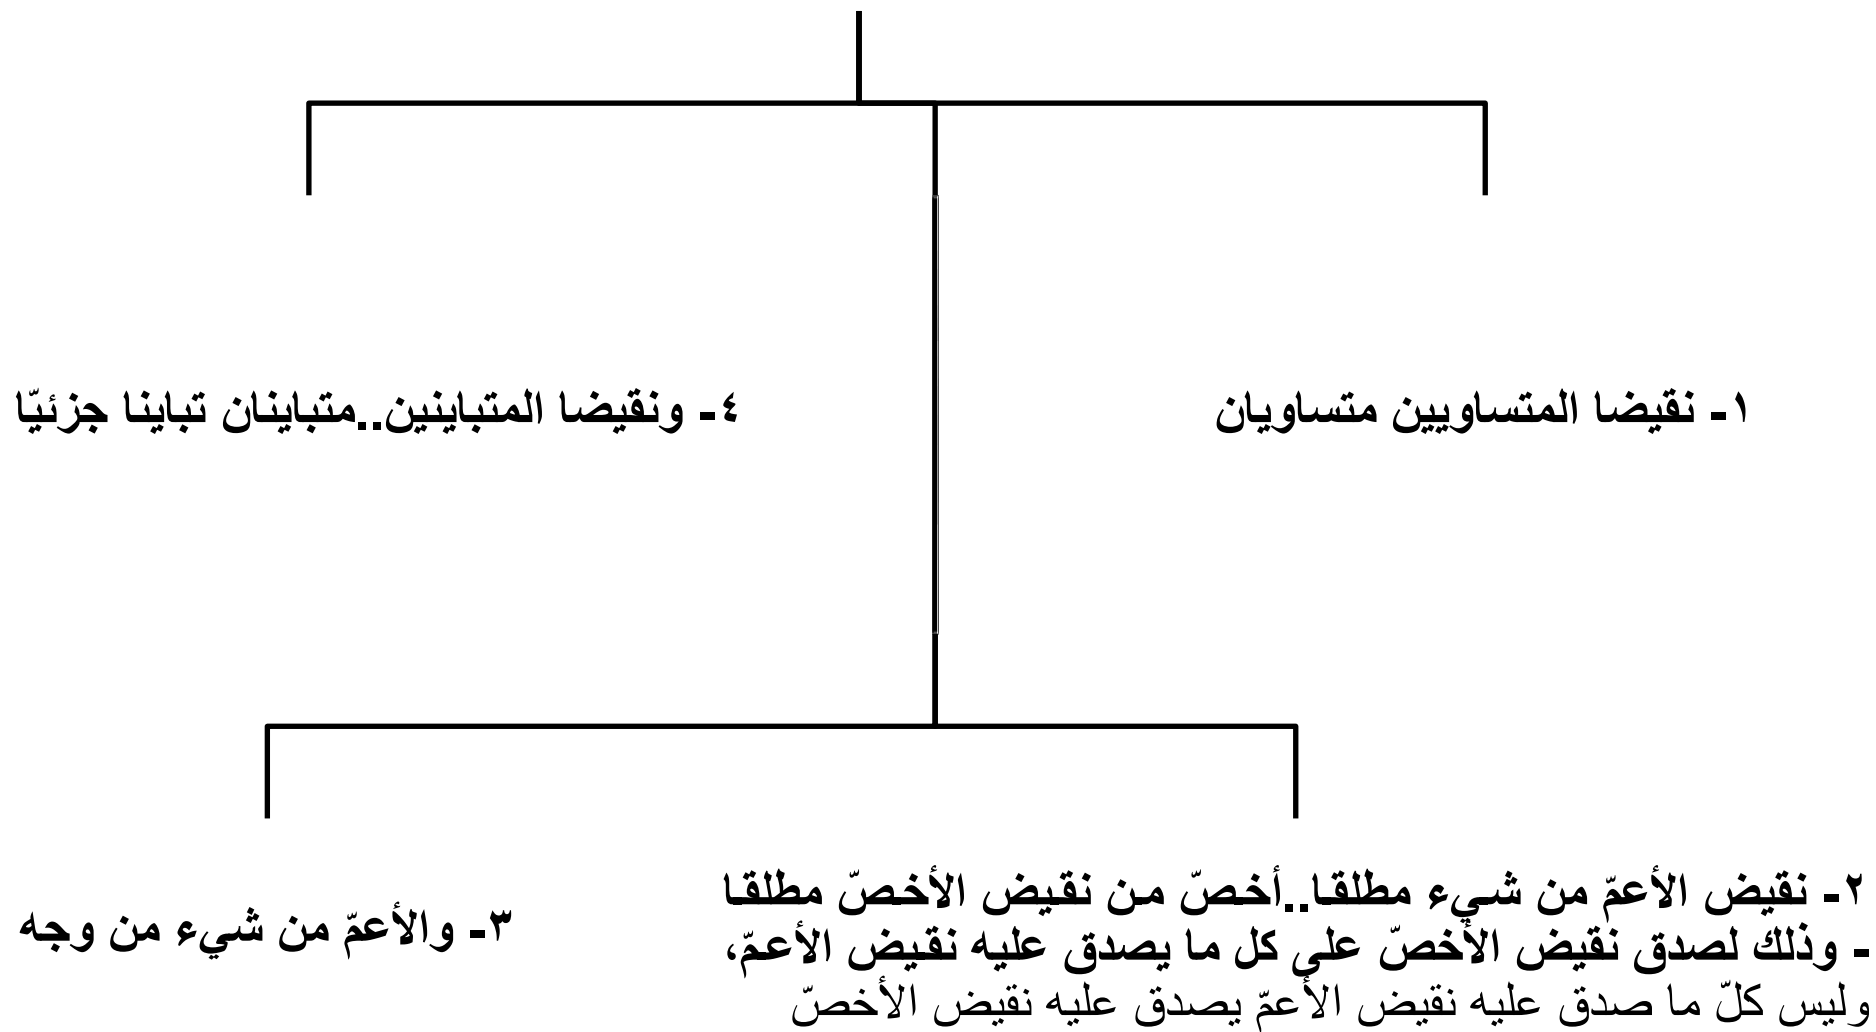 ١- نقيضا المتساويين متساويان
٤- ونقيضا المتباينين..متباينان تباينا جزئيّا
٢- نقيض الأعمّ من شيء مطلقا..أخصّ من نقيض الأخصّ مطلقا
- وذلك لصدق نقيض الأخصّ على كل ما يصدق عليه نقيض الأعمّ،
وليس كلّ ما صدق عليه نقيض الأعمّ يصدق عليه نقيض الأخصّ
٣- والأعمّ من شيء من وجه